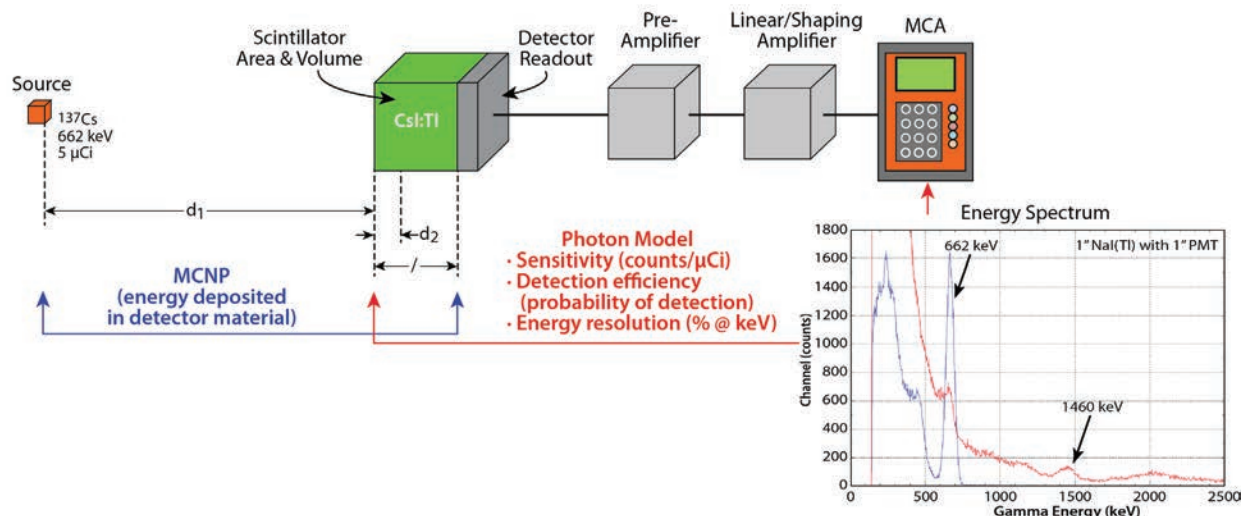 Source
137Cs
662 keV
5 μCi
Scintillator
Area & Volume
Detector
Readout
CsI:Tl
Pre-
Amplifier
Linear/Shaping
Amplifier
MCA
d1
d2
/
MCNP
(energy deposited
in detector material)
Photon Model
· Sensitivity (counts/μCi)
· Detection efficiency
(probability of detection)
· Energy resolution (% @ keV)
Energy Spectrum
1" NaI(Tl) with 1" PMT
662 keV
1460 keV
Channel (counts)
1800
1600
1400
1200
1000
800
600
400
200
0
0 500 1000 1500 2000 2500
Gamma Energy (keV)